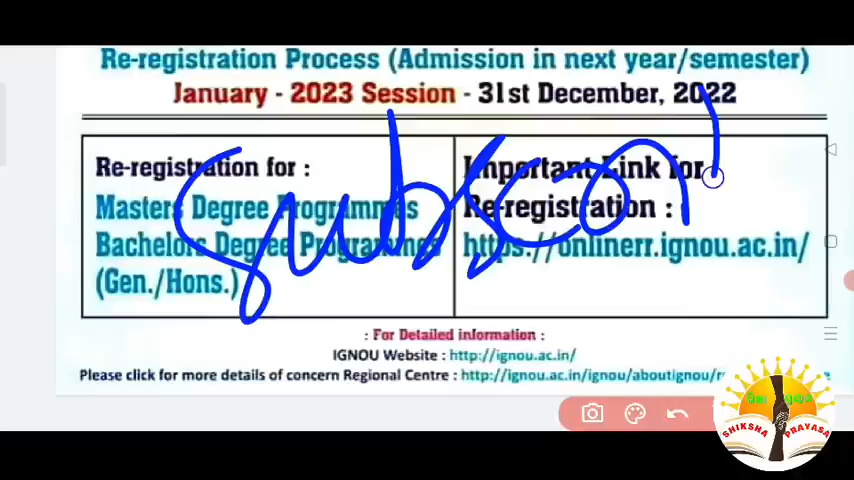 Re-registration Process (Admission in next year/semester)
January - 2023 Session - 31st December, 2022
Re-registration for :
Masters Degree Programmes
Bachelors Degree Programmes
(Gen./Hons.)
Important Link for
Re-registration :
https://onlinerr.ignou.ac.in/
: For Detailed information :
IGNOU Website : http://ignou.ac.in/
Please click for more details of concern Regional Centre : http://ignou.ac.in/ignou/aboutignou/
SHIKSHA PRAYASA